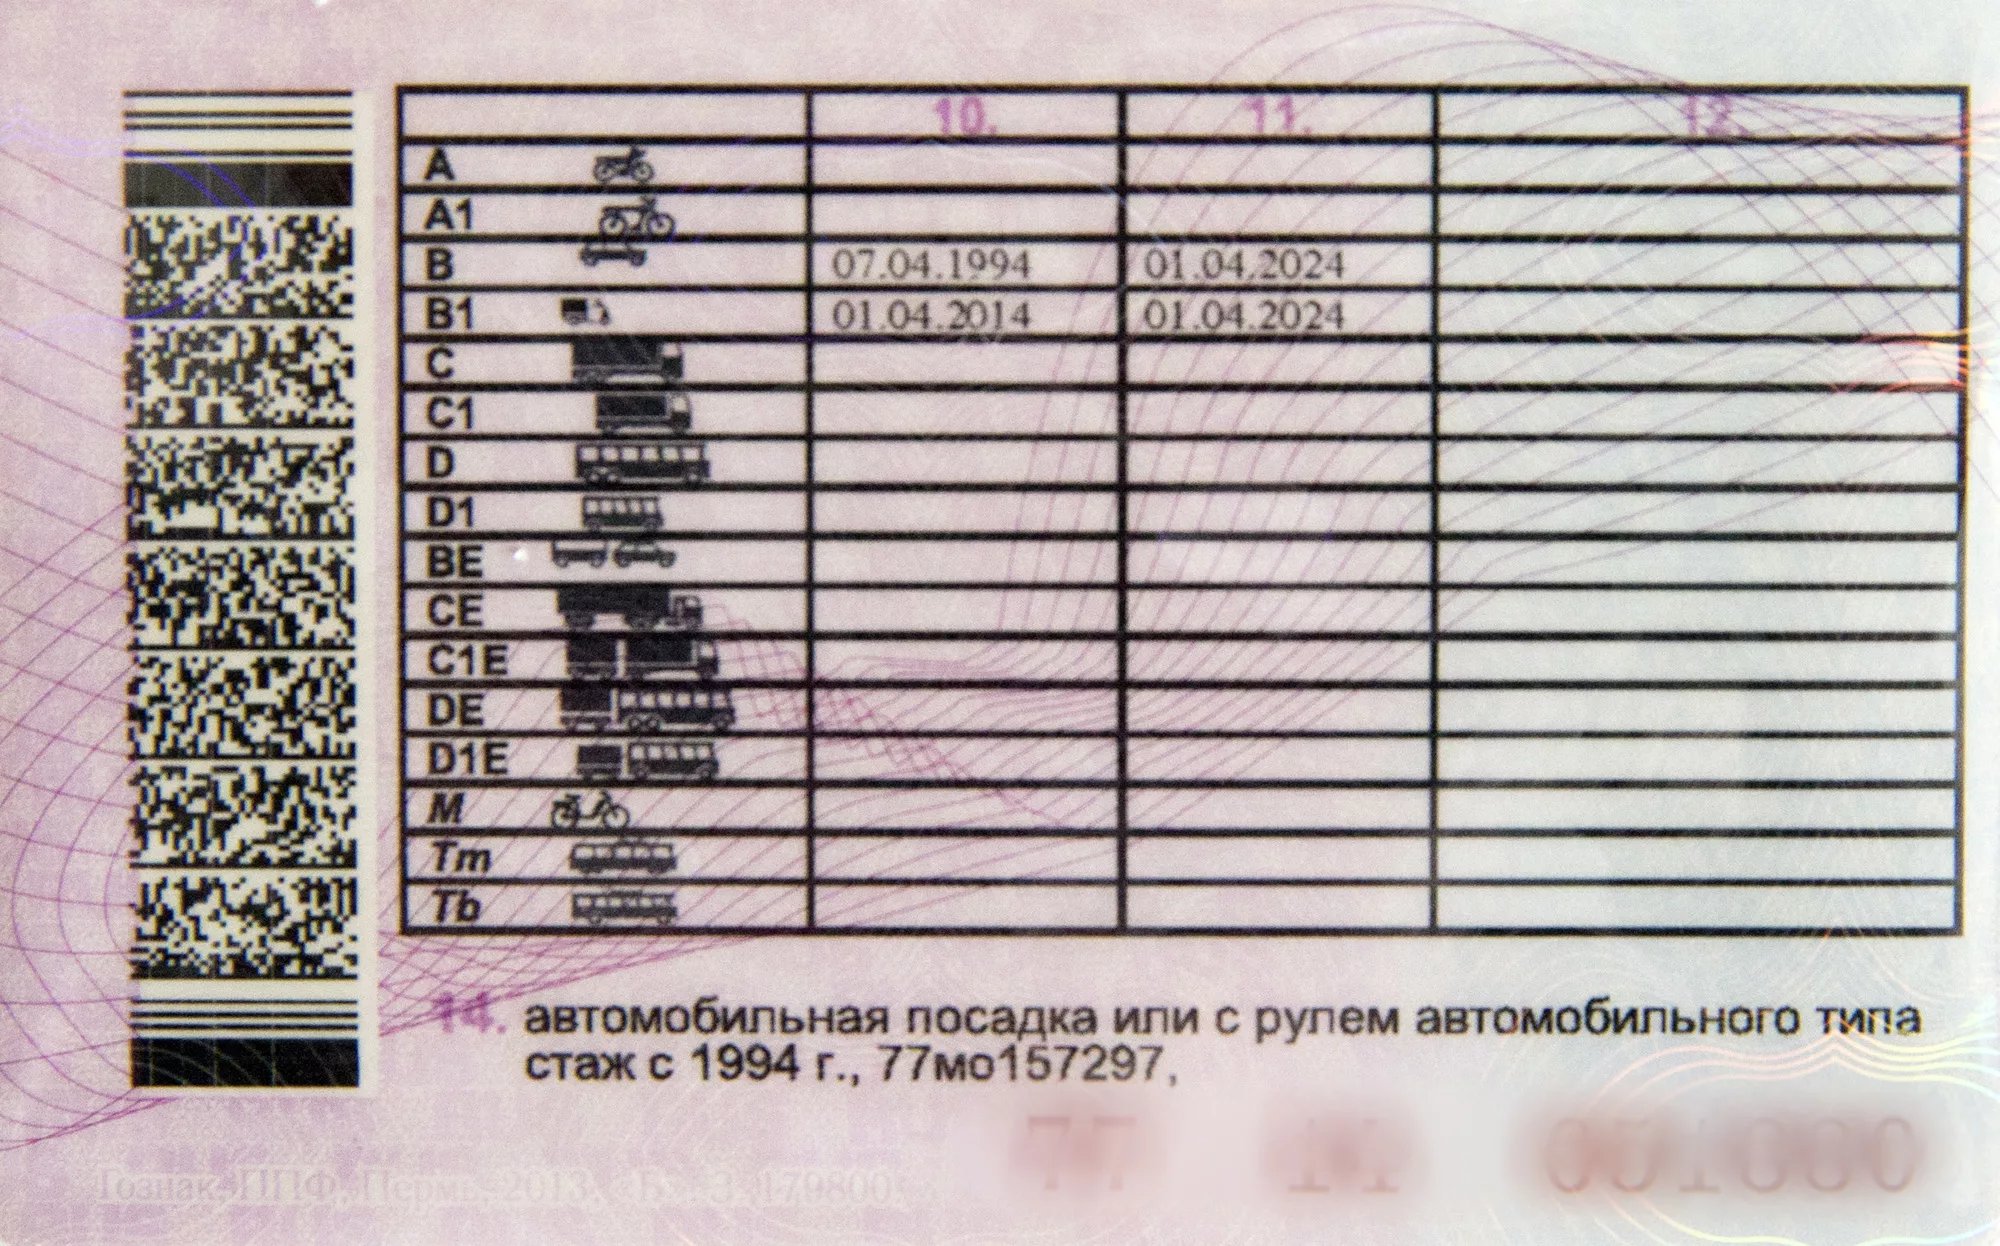 10. 11. 12.
A
A1
B 07.04.1994 01.04.2024
B1 01.04.2014 01.04.2024
C
C1
D
D1
BE
CE
C1E
DE
D1E
M
Tm
Tb
14. автомобильная посадка или с рулем автомобильного типа
стаж с 1994 г., 77мо157297,
Гознак, ППФ, Пермь, 2013,